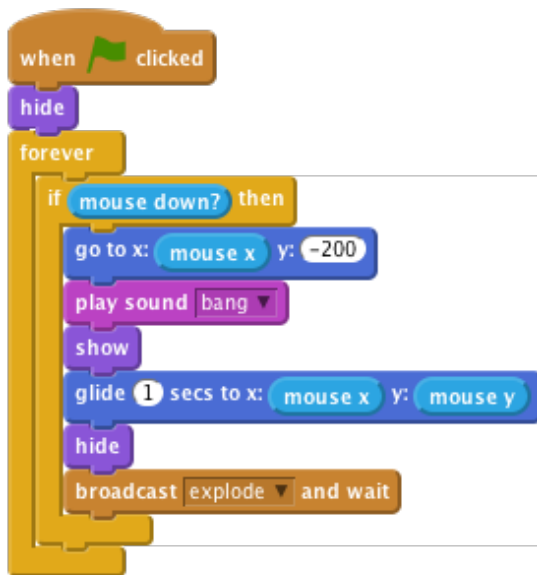 when clicked
hide
forever
if mouse down? then
go to x: mouse x y: -200
play sound bang
show
glide 1 secs to x: mouse x y: mouse y
hide
broadcast explode and wait